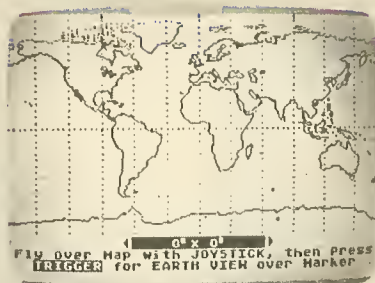 0° X 0°
Fly Over Map with JOYSTICK, then Press
TRIGGER for EARTH VIEW over Marker